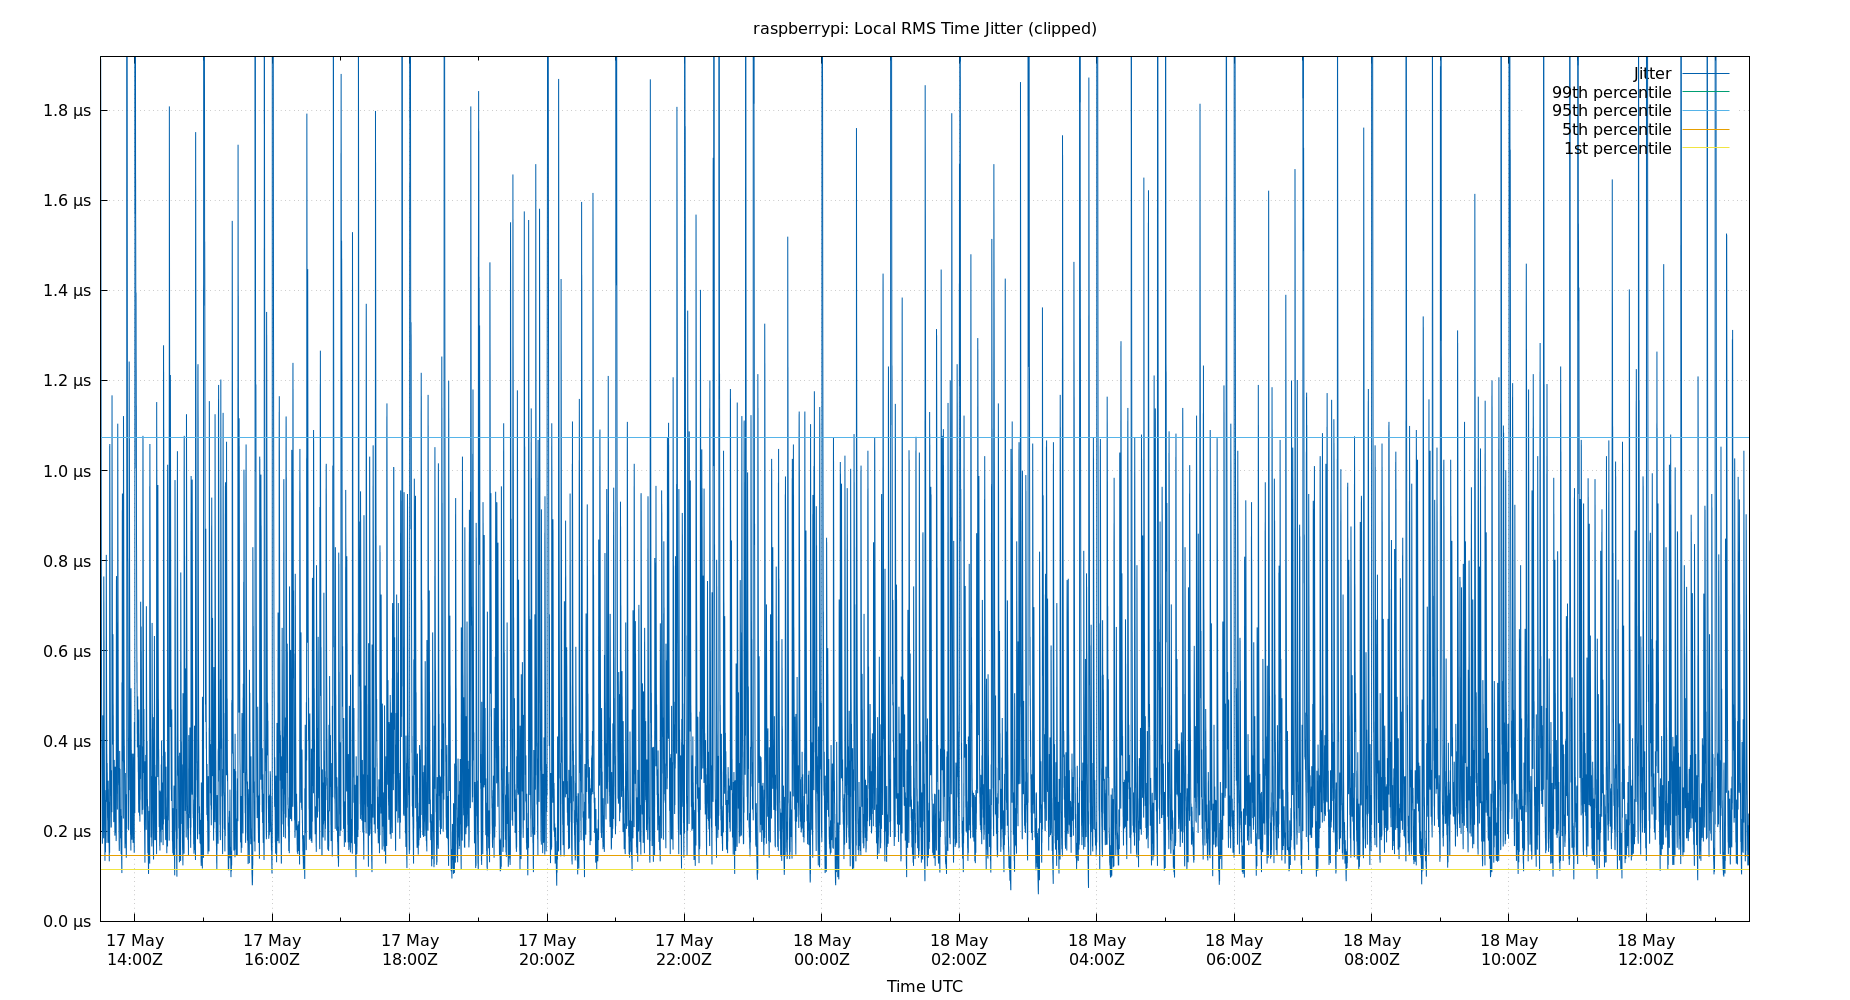 raspberrypi: Local RMS Time Jitter (clipped)
Jitter
99th percentile
95th percentile
5th percentile
1st percentile
1.8 μs
1.6 μs
1.4 μs
1.2 μs
1.0 μs
0.8 μs
0.6 μs
0.4 μs
0.2 μs
0.0 μs
17 May 17 May 17 May 17 May 17 May 18 May 18 May 18 May 18 May 18 May 18 May 18 May
14:00Z 16:00Z 18:00Z 20:00Z 22:00Z 00:00Z 02:00Z 04:00Z 06:00Z 08:00Z 10:00Z 12:00Z
Time UTC